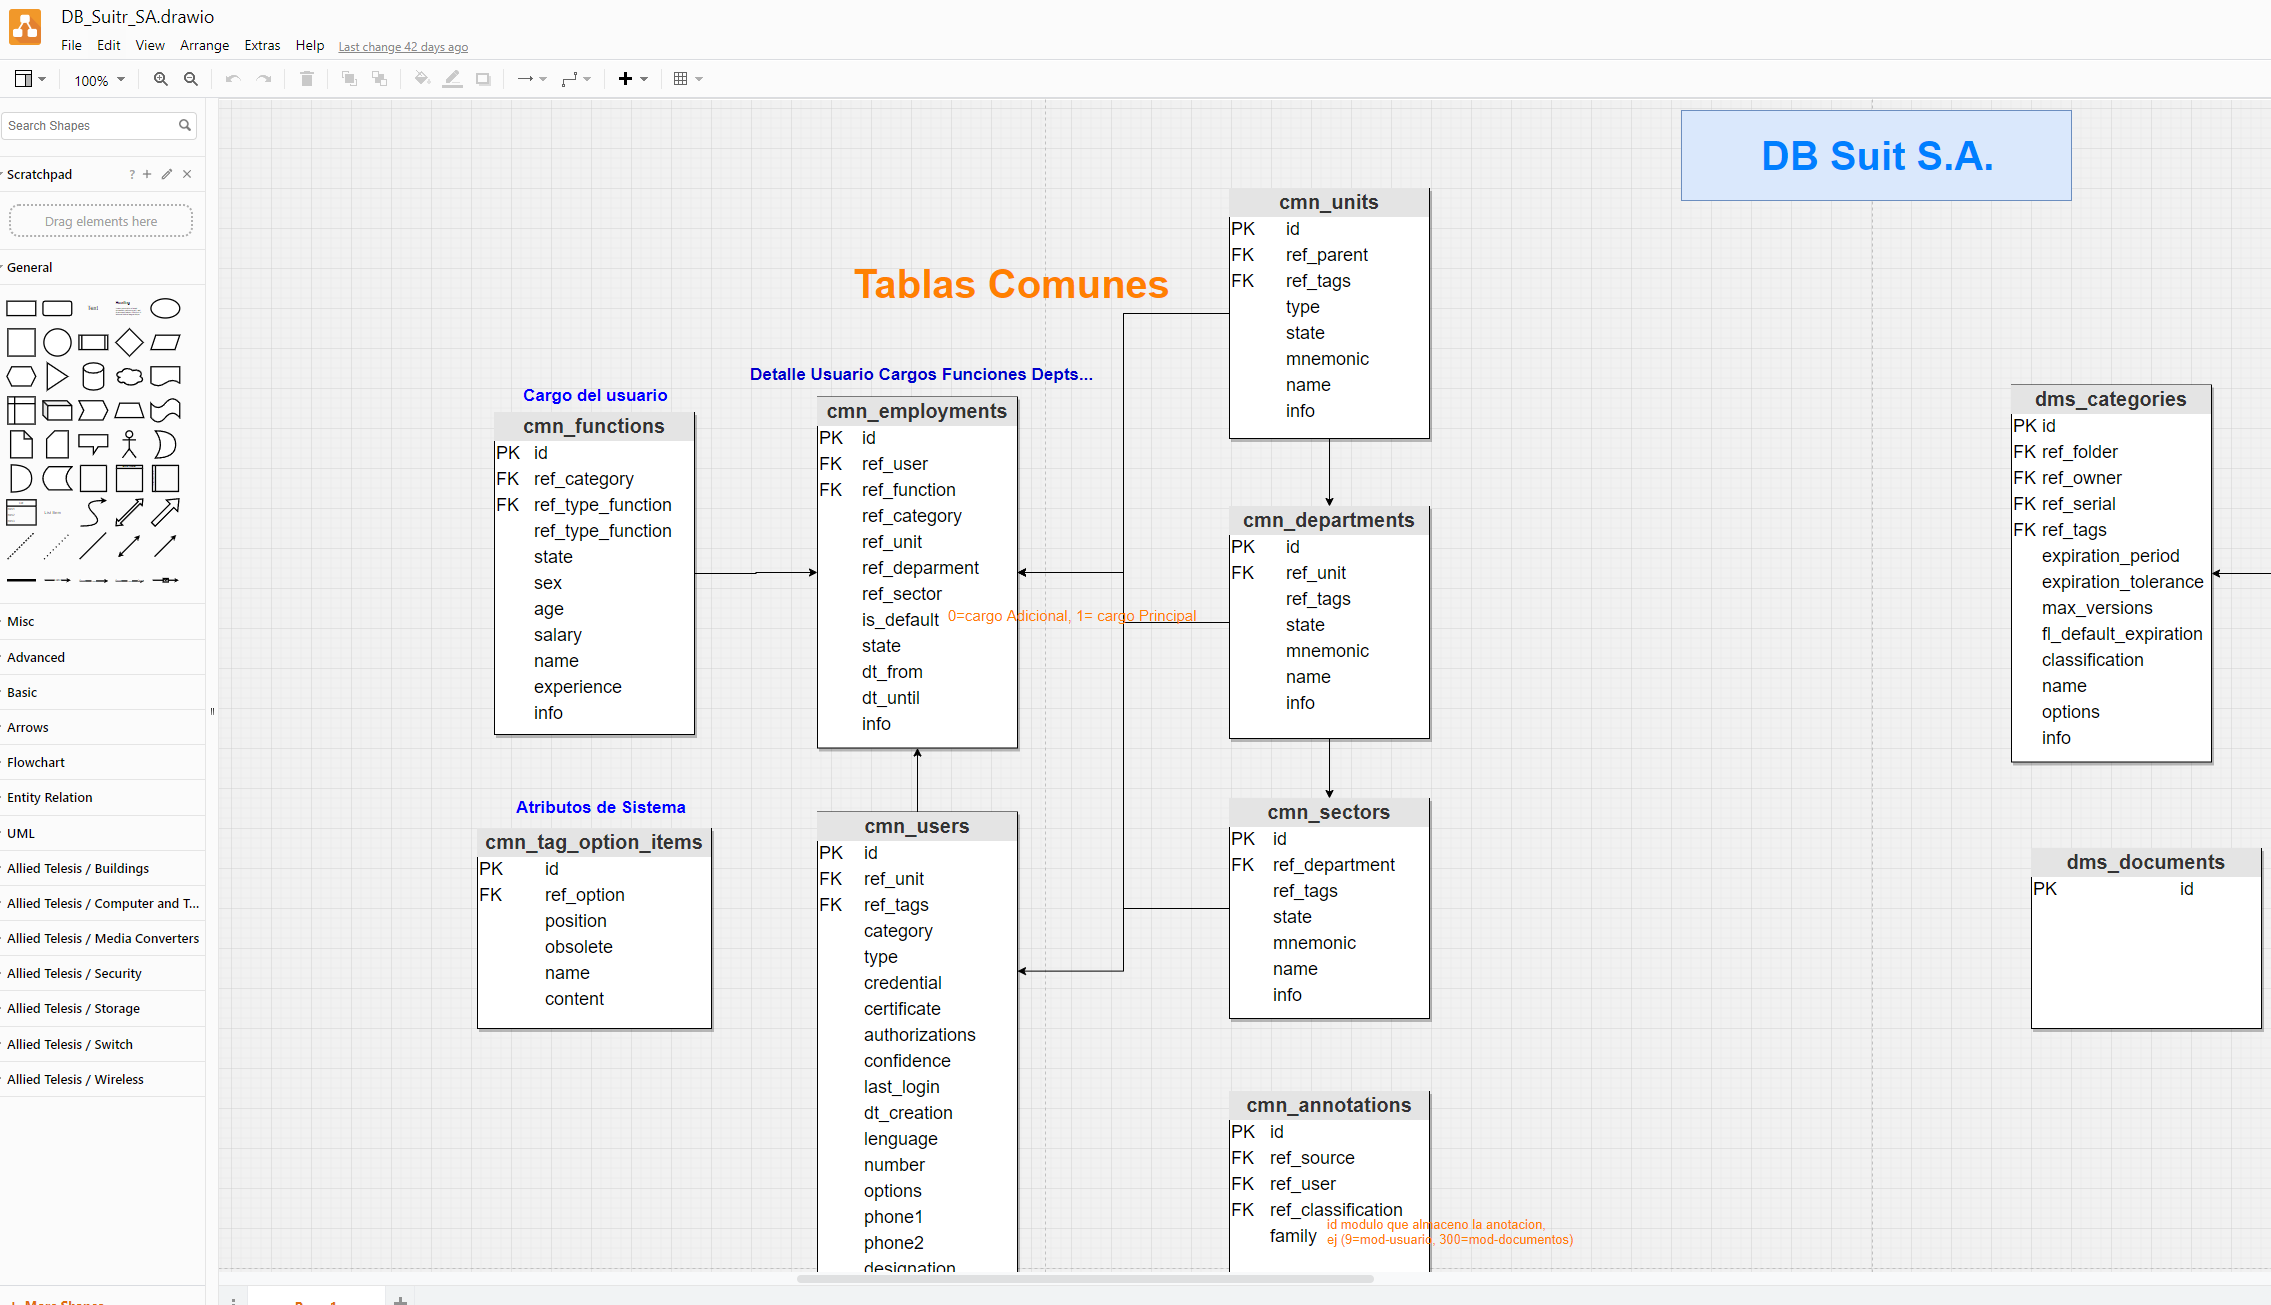 DB_Suitr_SA.drawio
File Edit View Arrange Extras Help Last change 42 days ago
100%
Search Shapes
Scratchpad ? + 
Drag elements here
General
Text
Heading
Misc
Advanced
Basic
Arrows
Flowchart
Entity Relation
UML
Allied Telesis / Buildings
Allied Telesis / Computer and T...
Allied Telesis / Media Converters
Allied Telesis / Security
Allied Telesis / Storage
Allied Telesis / Switch
Allied Telesis / Wireless
DB Suit S.A.
Tablas Comunes
Cargo del usuario
cmn_functions
PK id
FK ref_category
FK ref_type_function
ref_type_function
state
sex
age
salary
name
experience
info
Atributos de Sistema
cmn_tag_option_items
PK id
FK ref_option
position
obsolete
name
content
Detalle Usuario Cargos Funciones Depts...
cmn_employments
PK id
FK ref_user
FK ref_function
ref_category
ref_unit
ref_deparment
ref_sector
is_default 0=cargo Adicional, 1= cargo Principal
state
dt_from
dt_until
info
cmn_users
PK id
FK ref_unit
FK ref_tags
category
type
credential
certificate
authorizations
confidence
last_login
dt_creation
lenguage
number
options
phone1
phone2
designation
cmn_units
PK id
FK ref_parent
FK ref_tags
type
state
mnemonic
name
info
cmn_departments
PK id
FK ref_unit
ref_tags
state
mnemonic
name
info
cmn_sectors
PK id
FK ref_department
ref_tags
state
mnemonic
name
info
cmn_annotations
PK id
FK ref_source
FK ref_user
FK ref_classification
family
id modulo que almaceno la anotacion,
ej (9=mod-usuario, 300=mod-documentos)
dms_categories
PK id
FK ref_folder
FK ref_owner
FK ref_serial
FK ref_tags
expiration_period
expiration_tolerance
max_versions
fl_default_expiration
classification
name
options
info
dms_documents
PK id